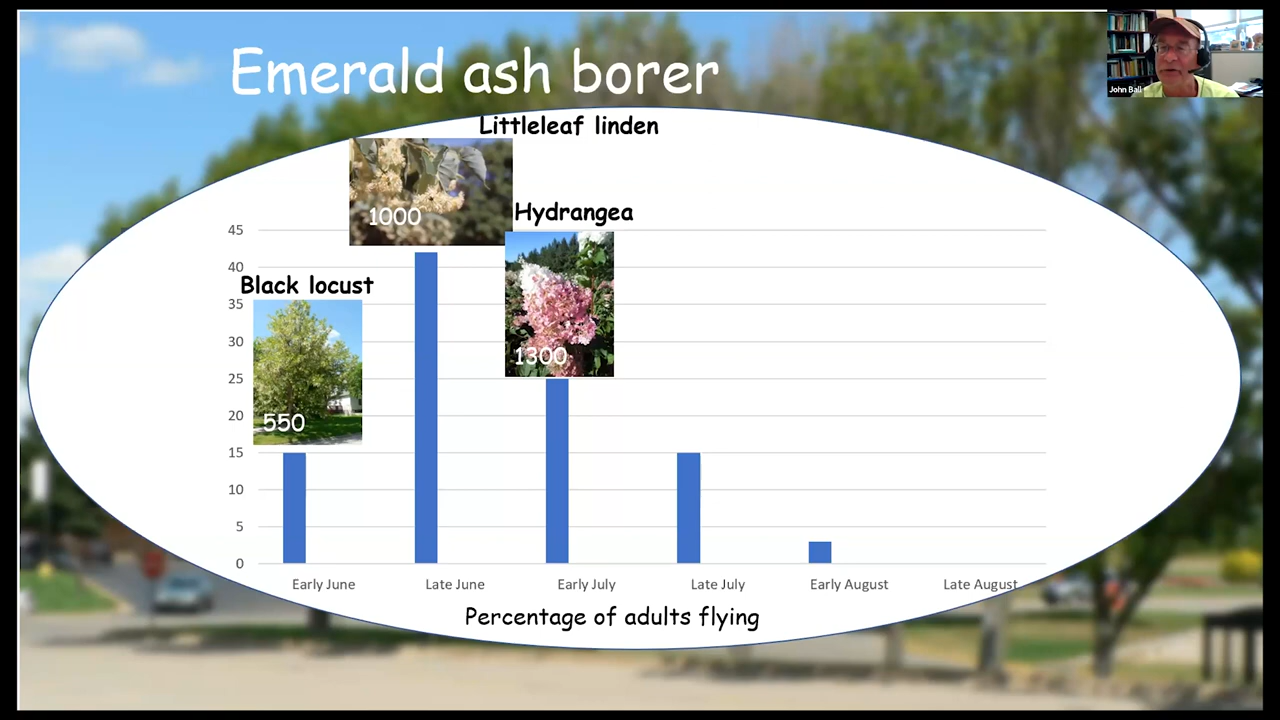 Emerald ash borer
John Ball
Littleleaf linden
1000
Hydrangea
1300
Black locust
550
45
40
35
30
25
20
15
10
5
0
Early June
Late June
Early July
Late July
Early August
Late August
Percentage of adults flying